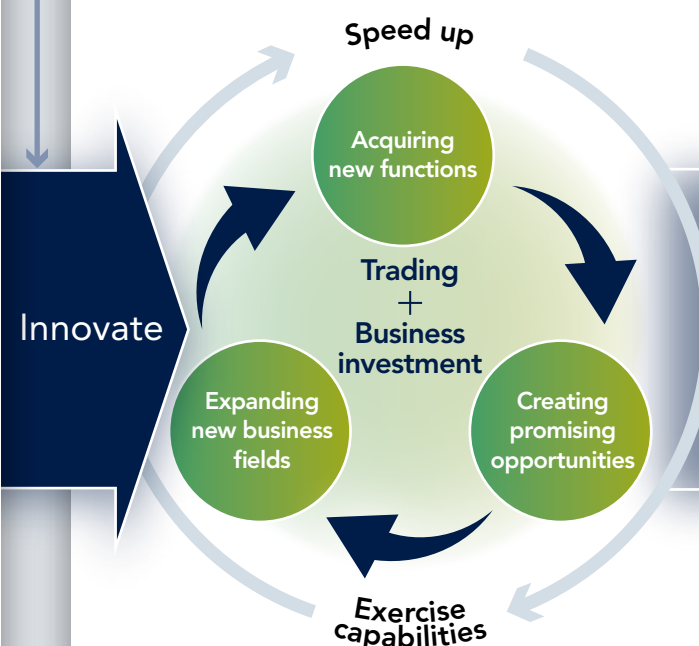 Speed up
Acquiring
new functions
Trading
+
Business
investment
Innovate
Expanding
new business
fields
Creating
promising
opportunities
Exercise
capabilities